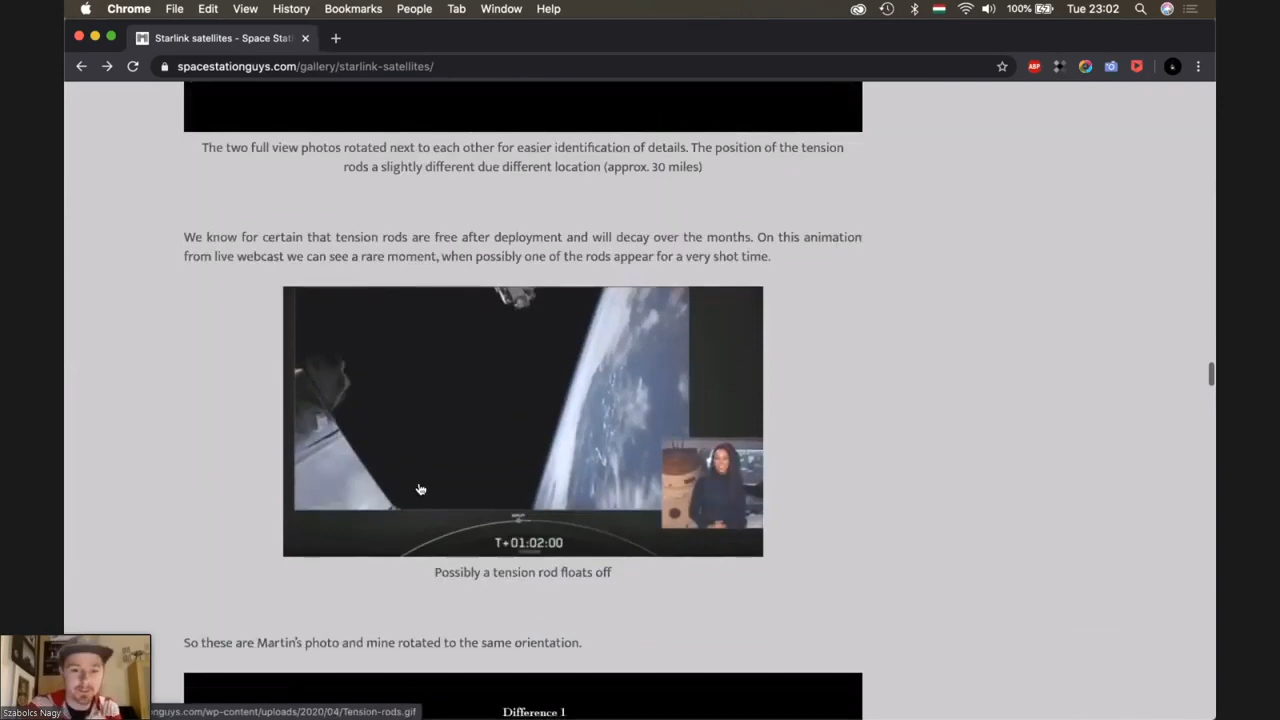 Chrome File Edit View History Bookmarks People Tab Window Help 100% Tue 23:02
Starlink satellites - Space Stati
spacestationguys.com/gallery/starlink-satellites/
ABP
The two full view photos rotated next to each other for easier identification of details. The position of the tension
rods a slightly different due different location (approx. 30 miles)
We know for certain that tension rods are free after deployment and will decay over the months. On this animation
from live webcast we can see a rare moment, when possibly one of the rods appear for a very shot time.
T+01:02:00
Possibly a tension rod floats off
So these are Martin's photo and mine rotated to the same orientation.
Difference 1
Szabolcs Nagy
onguys.com/wp-content/uploads/2020/04/Tension-rods.gif